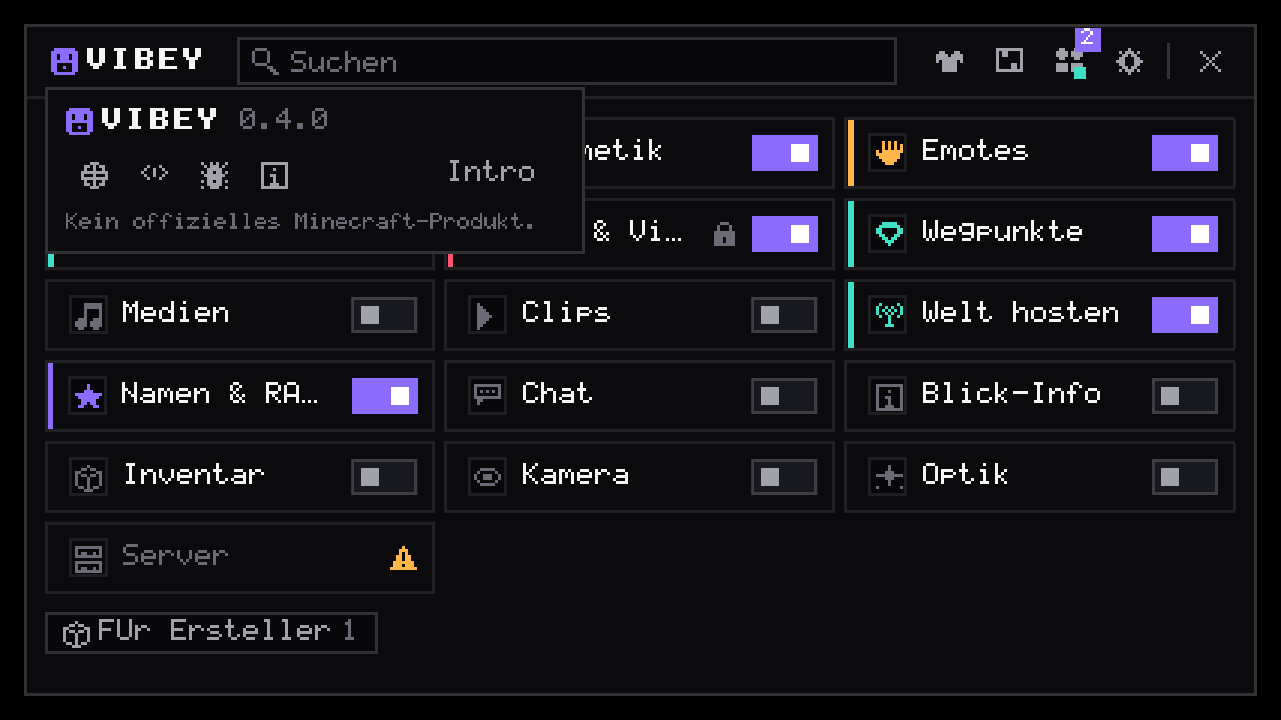 VIBEY
Suchen
2
VIBEY 0.4.0
Intro
Kein offizielles Minecraft-Produkt.
metik
Emotes
& Vi…
Wegpunkte
Medien
Clips
Welt hosten
Namen & RA…
Chat
Blick-Info
Inventar
Kamera
Optik
Server
FUr Ersteller 1